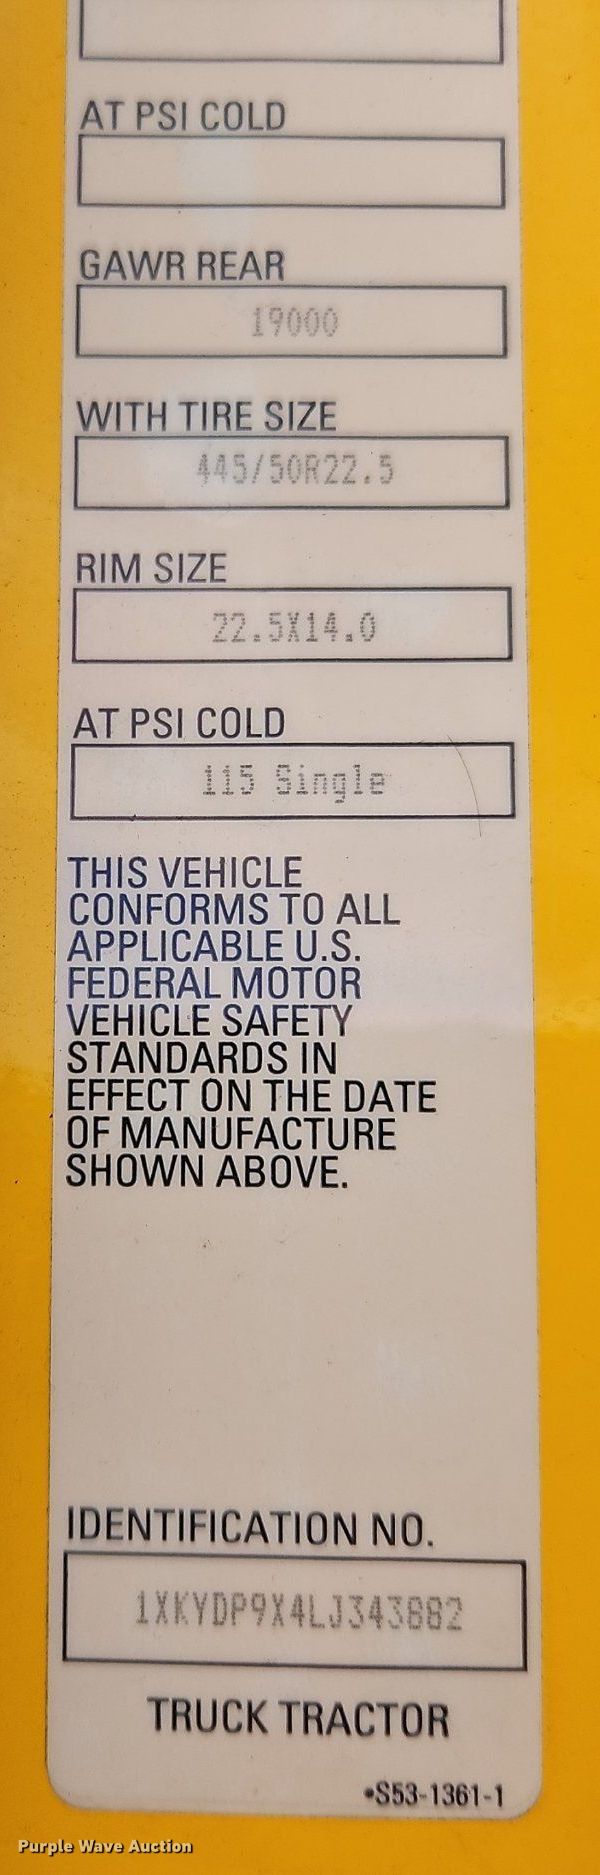 AT PSI COLD
GAWR REAR
19000
WITH TIRE SIZE
445/50R22.5
RIM SIZE
22.5X14.0
AT PSI COLD
115 Single
THIS VEHICLE
CONFORMS TO ALL
APPLICABLE U.S.
FEDERAL MOTOR
VEHICLE SAFETY
STANDARDS IN
EFFECT ON THE DATE
OF MANUFACTURE
SHOWN ABOVE.
IDENTIFICATION NO.
1XKYDP9X4LJ343882
TRUCK TRACTOR
•S53-1361-1
Purple Wave Auction